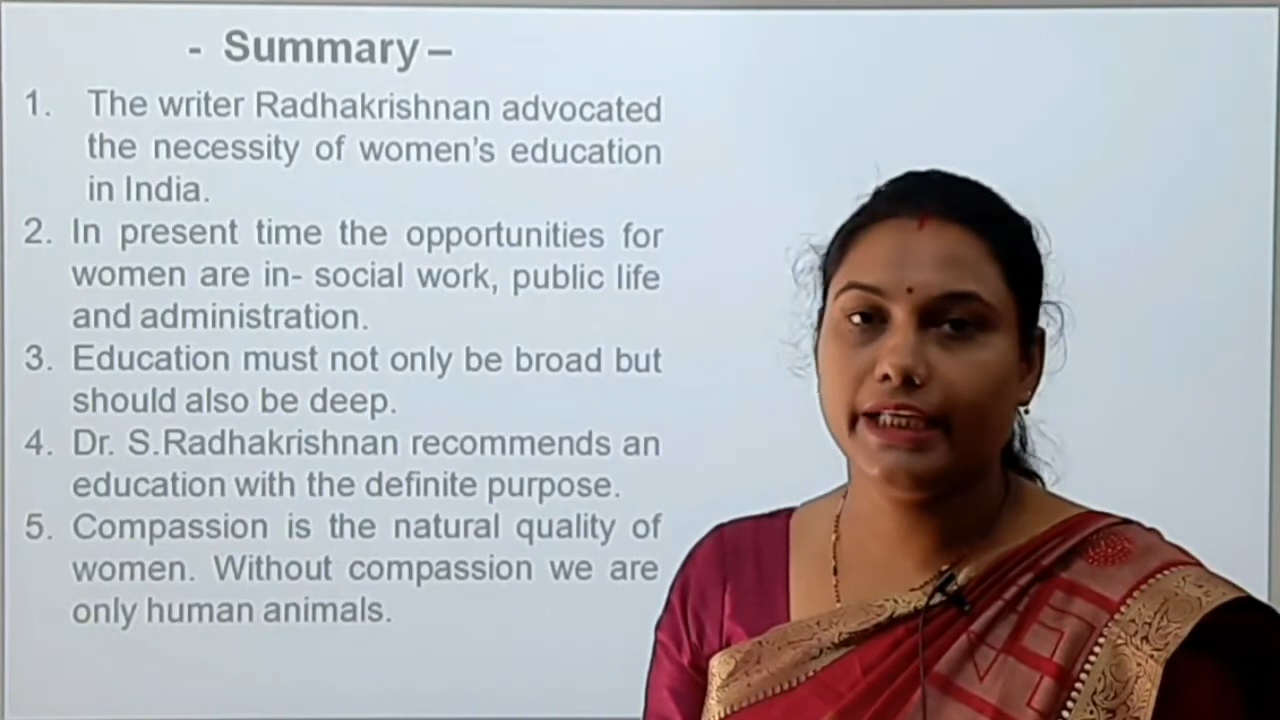 - Summary –
1. The writer Radhakrishnan advocated
the necessity of women's education
in India.
2. In present time the opportunities for
women are in- social work, public life
and administration.
3. Education must not only be broad but
should also be deep.
4. Dr. S.Radhakrishnan recommends an
education with the definite purpose.
5. Compassion is the natural quality of
women. Without compassion we are
only human animals.